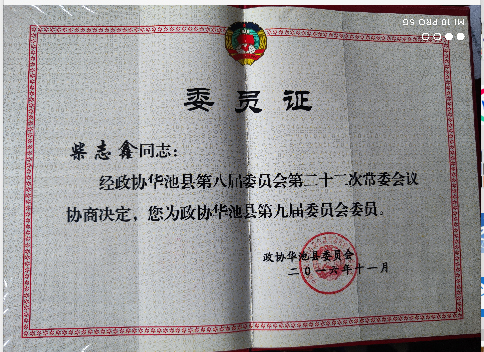 MI 10 PRO 5G
委员证
柴志鑫同志：
经政协华池县第八届委员会第二十二次常委会议
协商决定，您为政协华池县第九届委员会委员。
政协华池县委员会
二〇一六年十一月